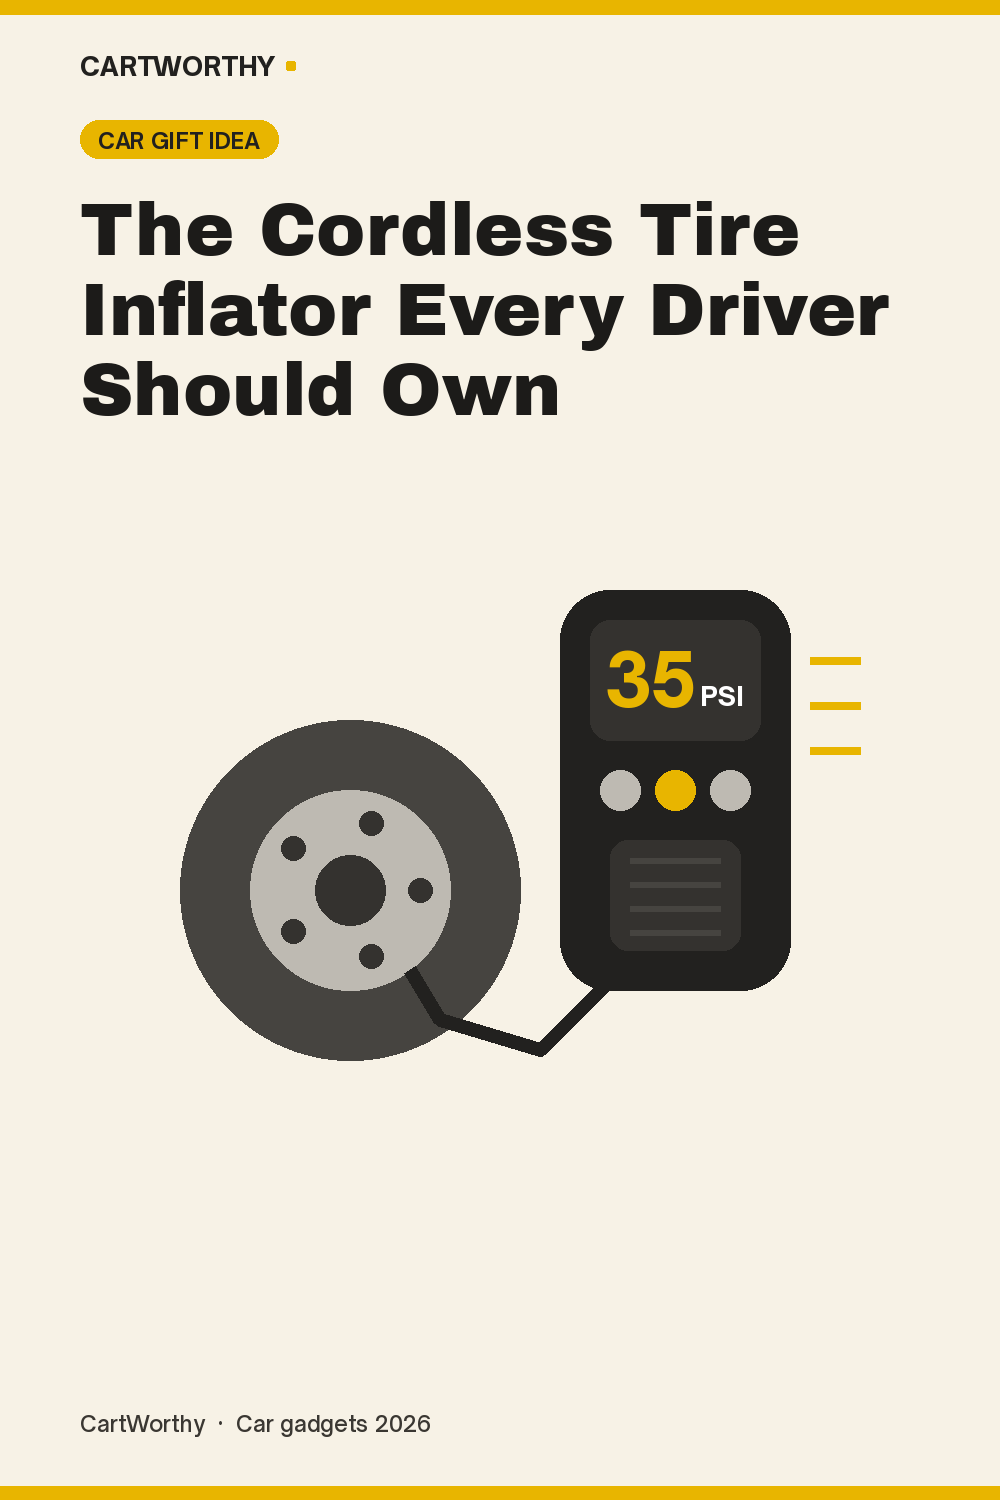 CARTWORTHY
CAR GIFT IDEA
The Cordless Tire
Inflator Every Driver
Should Own
35 PSI
CartWorthy · Car gadgets 2026